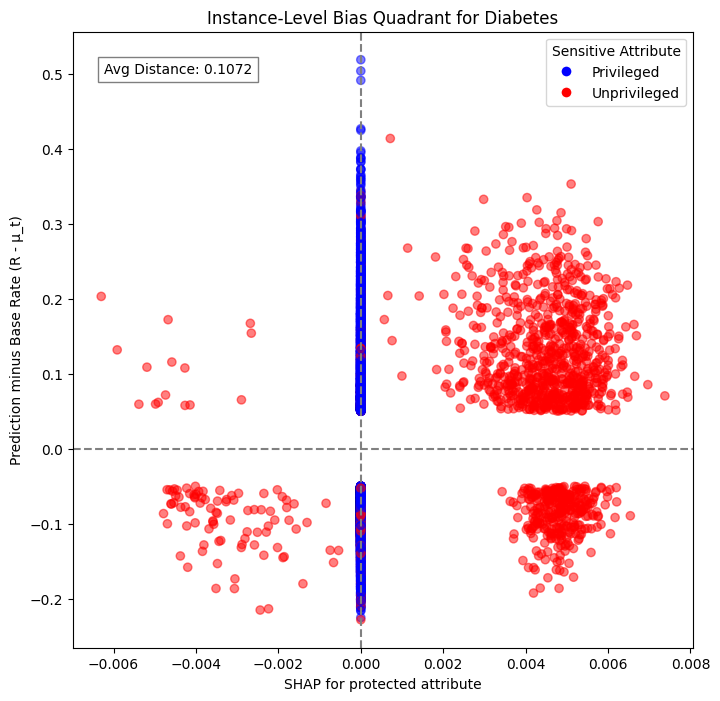 Instance-Level Bias Quadrant for Diabetes
Avg Distance: 0.1072
Sensitive Attribute
Privileged
Unprivileged
Prediction minus Base Rate (R - μ_t)
0.5
0.4
0.3
0.2
0.1
0.0
−0.1
−0.2
−0.006
−0.004
−0.002
0.000
0.002
0.004
0.006
0.008
SHAP for protected attribute